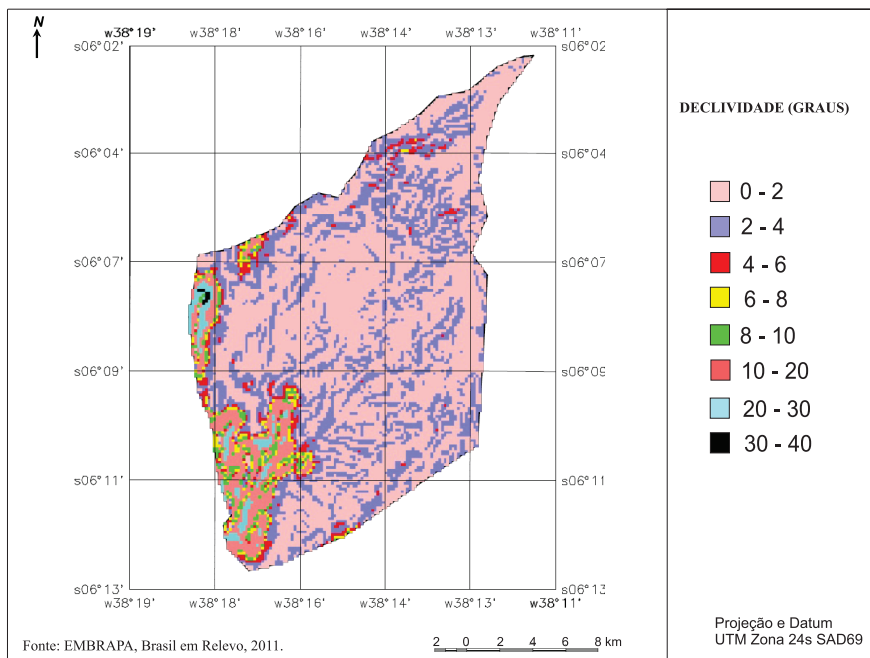 N
w38°19' w38°18' w38°16' w38°14' w38°13' w38°11'
s06°02' s06°02
s06°04' s06°04
s06°07' s06°07
s06°09' s06°09
s06°11' s06°11
s06°13' s06°13
w38°19' w38°18' w38°16' w38°14' w38°13' w38°11'
Fonte: EMBRAPA, Brasil em Relevo, 2011.
2 0 2 4 6 8 km
DECLIVIDADE (GRAUS)
0 - 2
2 - 4
4 - 6
6 - 8
8 - 10
10 - 20
20 - 30
30 - 40
Projeção e Datum
UTM Zona 24s SAD69